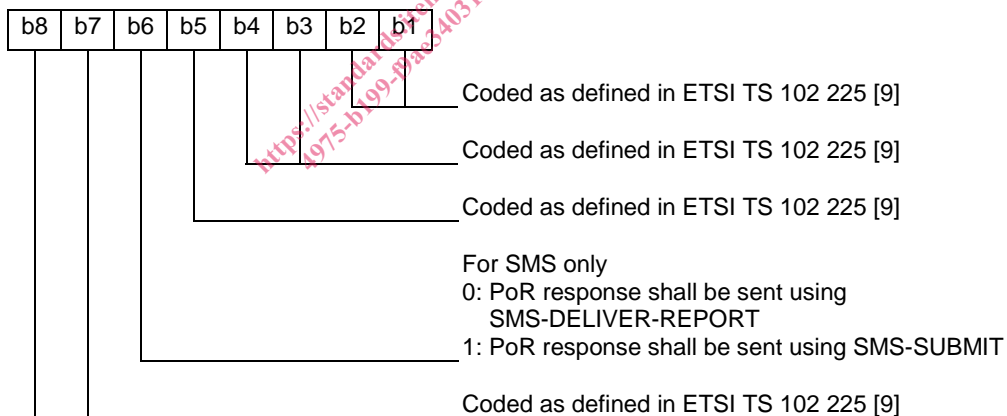 b8 b7 b6 b5 b4 b3 b2 b1
Coded as defined in ETSI TS 102 225 [9]
Coded as defined in ETSI TS 102 225 [9]
Coded as defined in ETSI TS 102 225 [9]
For SMS only
0: PoR response shall be sent using
SMS-DELIVER-REPORT
1: PoR response shall be sent using SMS-SUBMIT
Coded as defined in ETSI TS 102 225 [9]